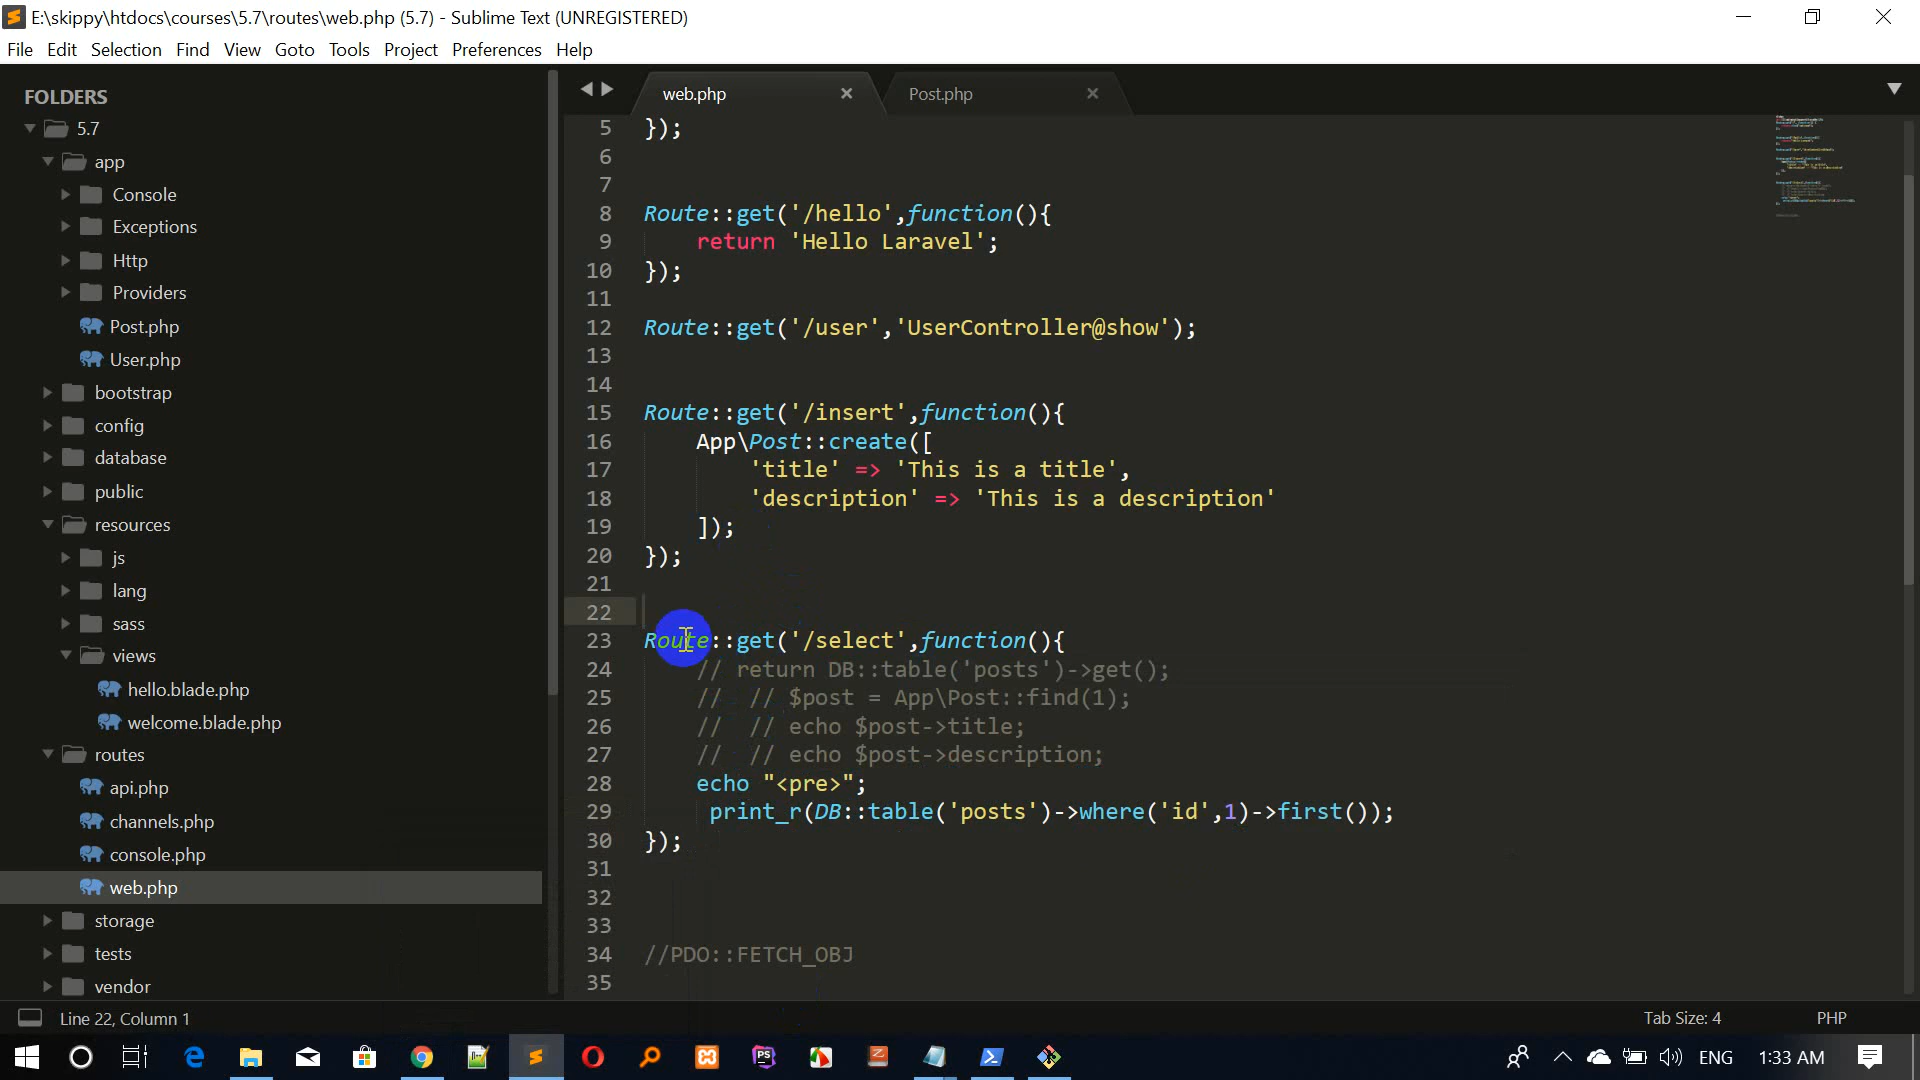 E:\skippy\htdocs\courses\5.7\routes\web.php (5.7) - Sublime Text (UNREGISTERED)
File Edit Selection Find View Goto Tools Project Preferences Help
FOLDERS
5.7
app
Console
Exceptions
Http
Providers
Post.php
User.php
bootstrap
config
database
public
resources
js
lang
sass
views
hello.blade.php
welcome.blade.php
routes
api.php
channels.php
console.php
web.php
storage
tests
vendor
web.php
Post.php
5 });
6
7
8 Route::get('/hello',function(){
9 return 'Hello Laravel';
10 });
11
12 Route::get('/user','UserController@show');
13
14
15 Route::get('/insert',function(){
16 App\Post::create([
17 'title' => 'This is a title',
18 'description' => 'This is a description'
19 ]);
20 });
21
22
23 Route::get('/select',function(){
24 // return DB::table('posts')->get();
25 // // $post = App\Post::find(1);
26 // // echo $post->title;
27 // // echo $post->description;
28 echo "<pre>";
29 print_r(DB::table('posts')->where('id',1)->first());
30 });
31
32
33
34 //PDO::FETCH_OBJ
35
Line 22, Column 1
Tab Size: 4
PHP
ENG
1:33 AM